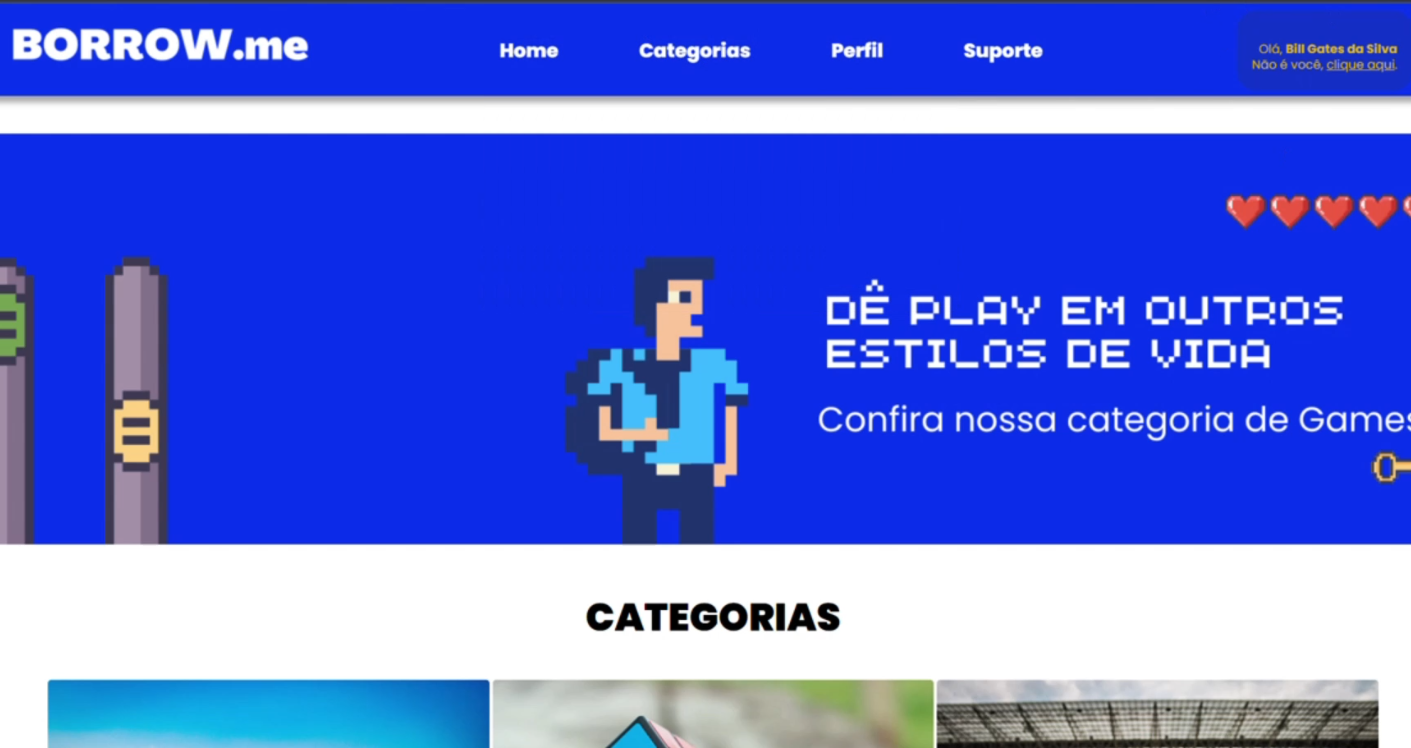 BORROW.me
Home
Categorias
Perfil
Suporte
Olá, Bill Gates da Silva
Não é você, clique aqui.
DÊ PLAY EM OUTROS
ESTILOS DE VIDA
Confira nossa categoria de Games
CATEGORIAS